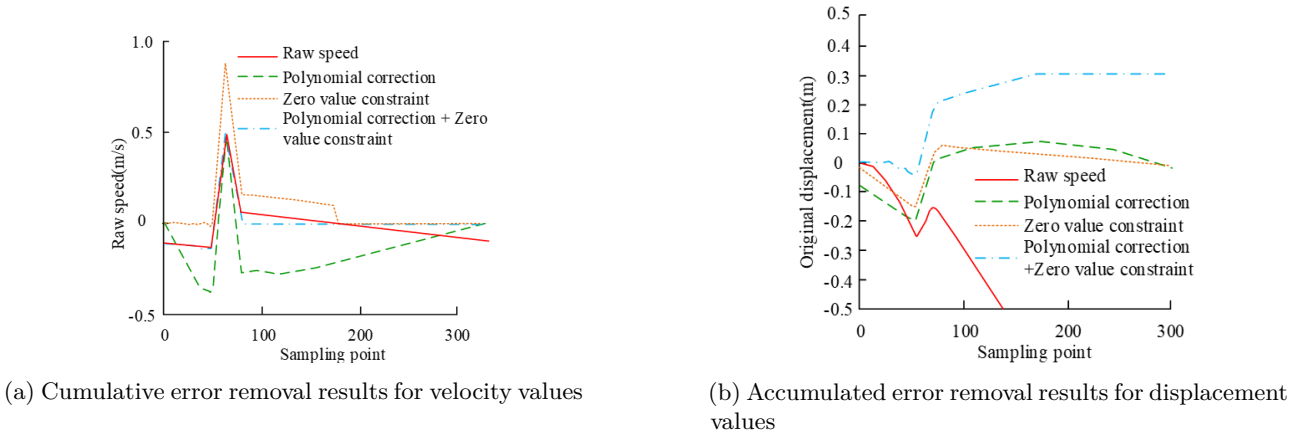 1.0
0.5
0
-0.5
Raw speed(m/s)
Raw speed
Polynomial correction
Zero value constraint
Polynomial correction + Zero
value constraint
0
100
200
300
Sampling point
(a) Cumulative error removal results for velocity values
0.5
0.4
0.3
0.2
0.1
0
-0.1
-0.2
-0.3
-0.4
-0.5
Original displacement(m)
Raw speed
Polynomial correction
Zero value constraint
Polynomial correction
+Zero value constraint
0
100
200
300
Sampling point
(b) Accumulated error removal results for displacement
values